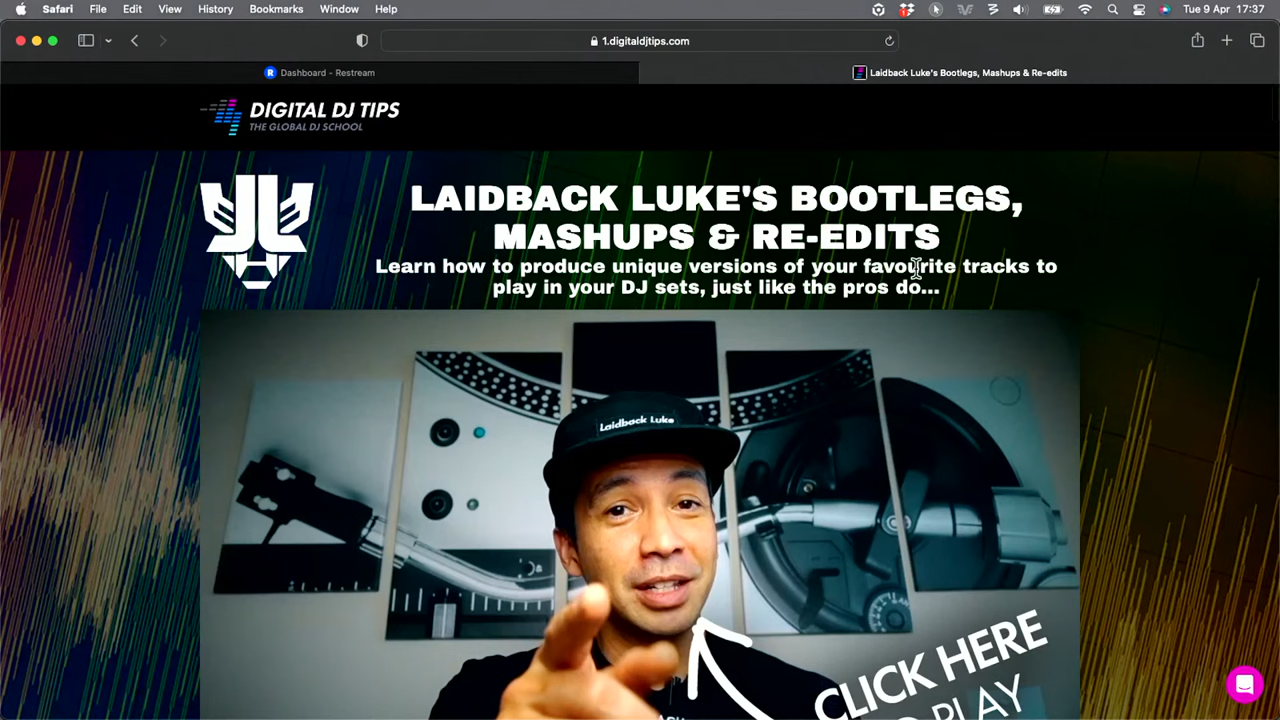 Safari File Edit View History Bookmarks Window Help Tue 9 Apr 17:37
1.digitaldjtips.com
Dashboard - Restream
Laidback Luke's Bootlegs, Mashups & Re-edits
DIGITAL DJ TIPS
THE GLOBAL DJ SCHOOL
LAIDBACK LUKE'S BOOTLEGS,
MASHUPS & RE-EDITS
Learn how to produce unique versions of your favourite tracks to
play in your DJ sets, just like the pros do...
Laidback Luke
CLICK HERE
PLAY